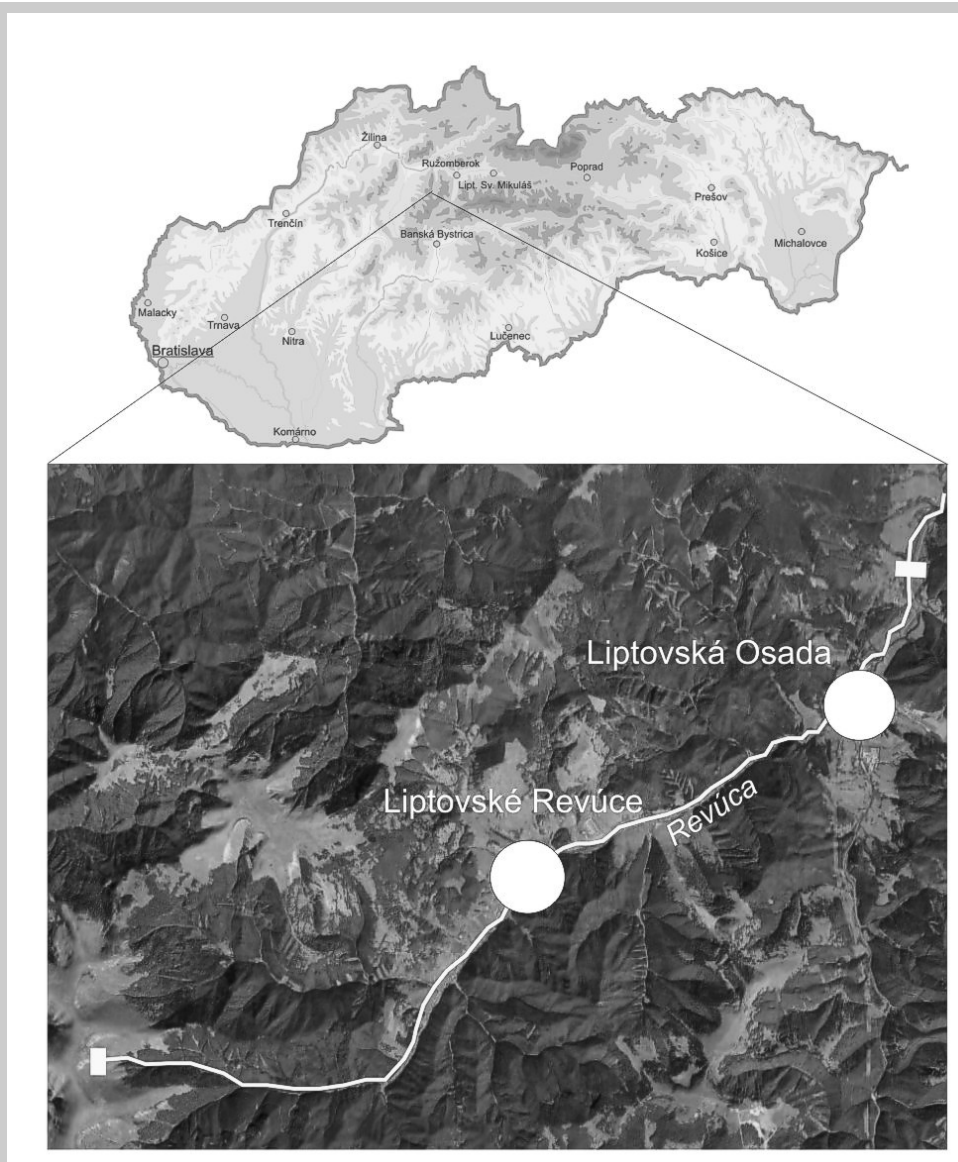 Žilina
Ružomberok
Lipt. Sv. Mikuláš
Poprad
Prešov
Trenčín
Banská Bystrica
Košice
Michalovce
Malacky
Trnava
Nitra
Lučenec
Bratislava
Komárno
Liptovská Osada
Liptovské Revúce
Revúca